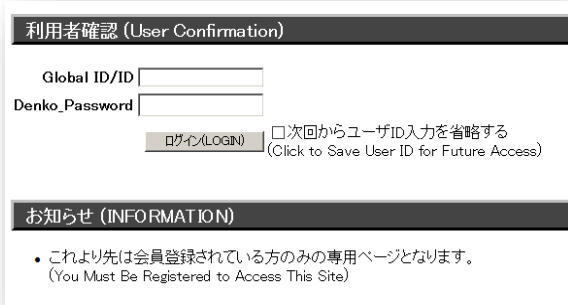 利用者確認 (User Confirmation)
Global ID/ID
Denko_Password
ログイン(LOGIN)
□次回からユーザID入力を省略する
(Click to Save User ID for Future Access)
お知らせ (INFORMATION)
• これより先は会員登録されている方のみの専用ページとなります。
(You Must Be Registered to Access This Site)